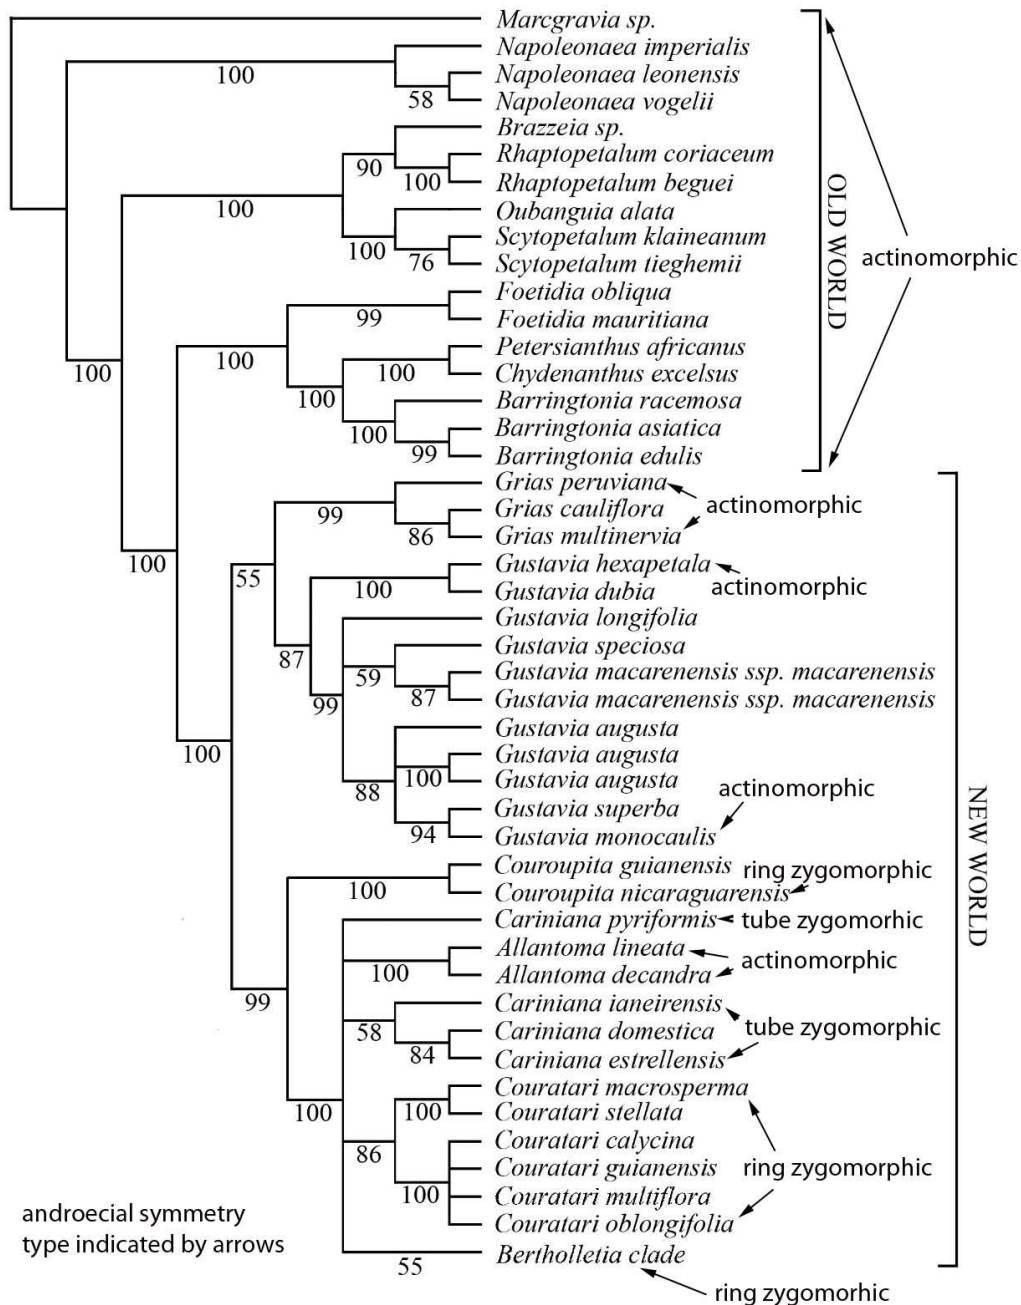 Marcgravia sp.
Napoleonaea imperialis
100
Napoleonaea leonensis
58
Napoleonaea vogelii
Brazzeia sp.
90
Rhaptopetalum coriaceum
100
Rhaptopetalum beguei
100
Oubanguia alata
100
Scytopetalum klaineanum
76
Scytopetalum tieghemii
OLD WORLD
actinomorphic
Foetidia obliqua
99
Foetidia mauritiana
100
100
Petersianthus africanus
100
Chydenanthus excelsus
100
Barringtonia racemosa
100
Barringtonia asiatica
99
Barringtonia edulis
Grias peruviana
99
actinomorphic
Grias cauliflora
86
Grias multinervia
100
55
Gustavia hexapetala
100
actinomorphic
Gustavia dubia
Gustavia longifolia
87
Gustavia speciosa
59
Gustavia macarenensis ssp. macarenensis
99
87
Gustavia macarenensis ssp. macarenensis
Gustavia augusta
100
Gustavia augusta
100
Gustavia augusta
88
actinomorphic
Gustavia superba
94
Gustavia monocaulis
NEW WORLD
Couroupita guianensis
ring zygomorphic
100
Couroupita nicaraguarensis
Cariniana pyriformis
tube zygomorhic
Allantoma lineata
100
actinomorphic
Allantoma decandra
99
Cariniana ianeirensis
58
tube zygomorphic
Cariniana domestica
84
Cariniana estrellensis
100
Couratari macrosperma
100
Couratari stellata
86
Couratari calycina
Couratari guianensis
ring zygomorphic
100
Couratari multiflora
Couratari oblongifolia
androecial symmetry
type indicated by arrows
Bertholletia clade
55
ring zygomorhic